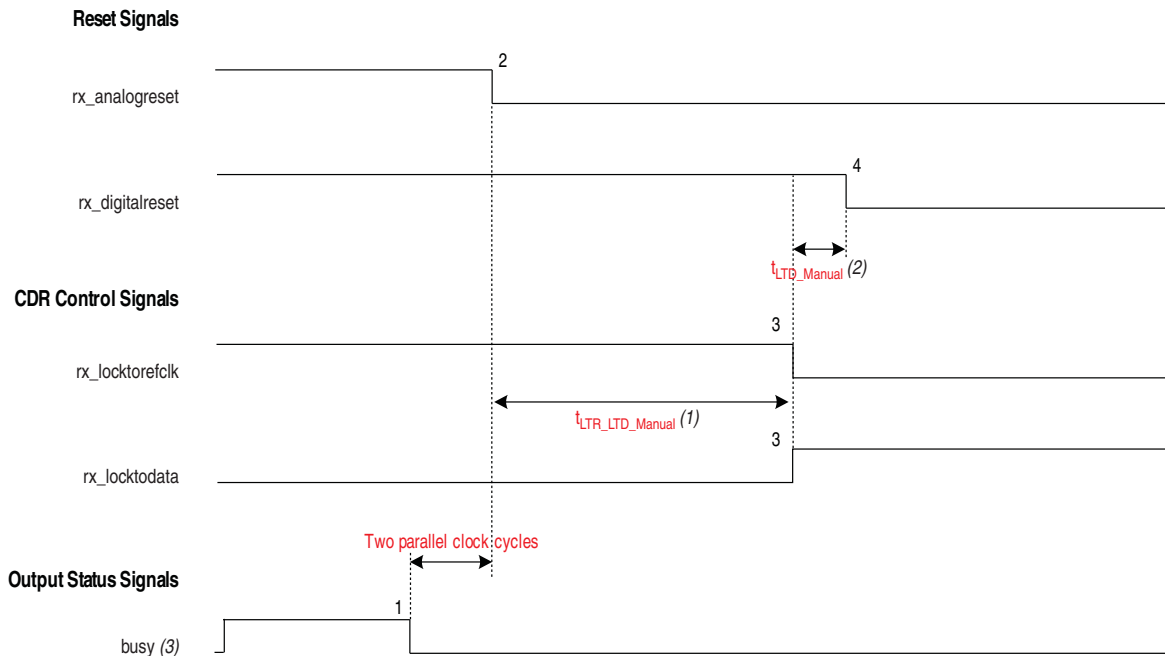 Reset Signals
2
rx_analogreset
4
rx_digitalreset
tLTD_Manual (2)
CDR Control Signals
3
rx_locktorefclk
tLTR_LTD_Manual (1)
3
rx_locktodata
Two parallel clock cycles
Output Status Signals
1
busy (3)